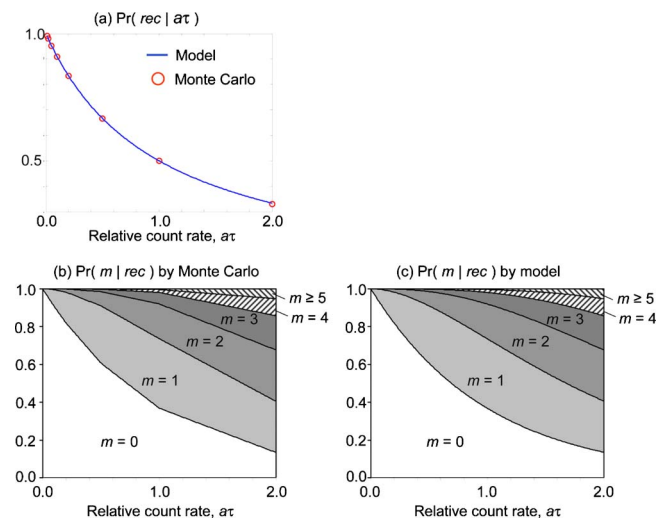 (a) Pr( rec | aτ )
1.0
Model
Monte Carlo
0.5
0.0 1.0 2.0
Relative count rate, aτ
(b) Pr( m | rec ) by Monte Carlo
1.0
0.8
0.6
0.4
0.2
0.0
m ≥ 5
m = 4
m = 3
m = 2
m = 1
m = 0
0.0 1.0 2.0
Relative count rate, aτ
(c) Pr( m | rec ) by model
1.0
0.8
0.6
0.4
0.2
0.0
m ≥ 5
m = 4
m = 3
m = 2
m = 1
m = 0
0.0 1.0 2.0
Relative count rate, aτ